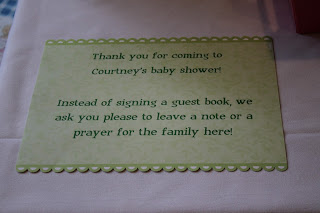 Thank you for coming to
Courtney's baby shower!
Instead of signing a guest book, we
ask you please to leave a note or a
prayer for the family here!